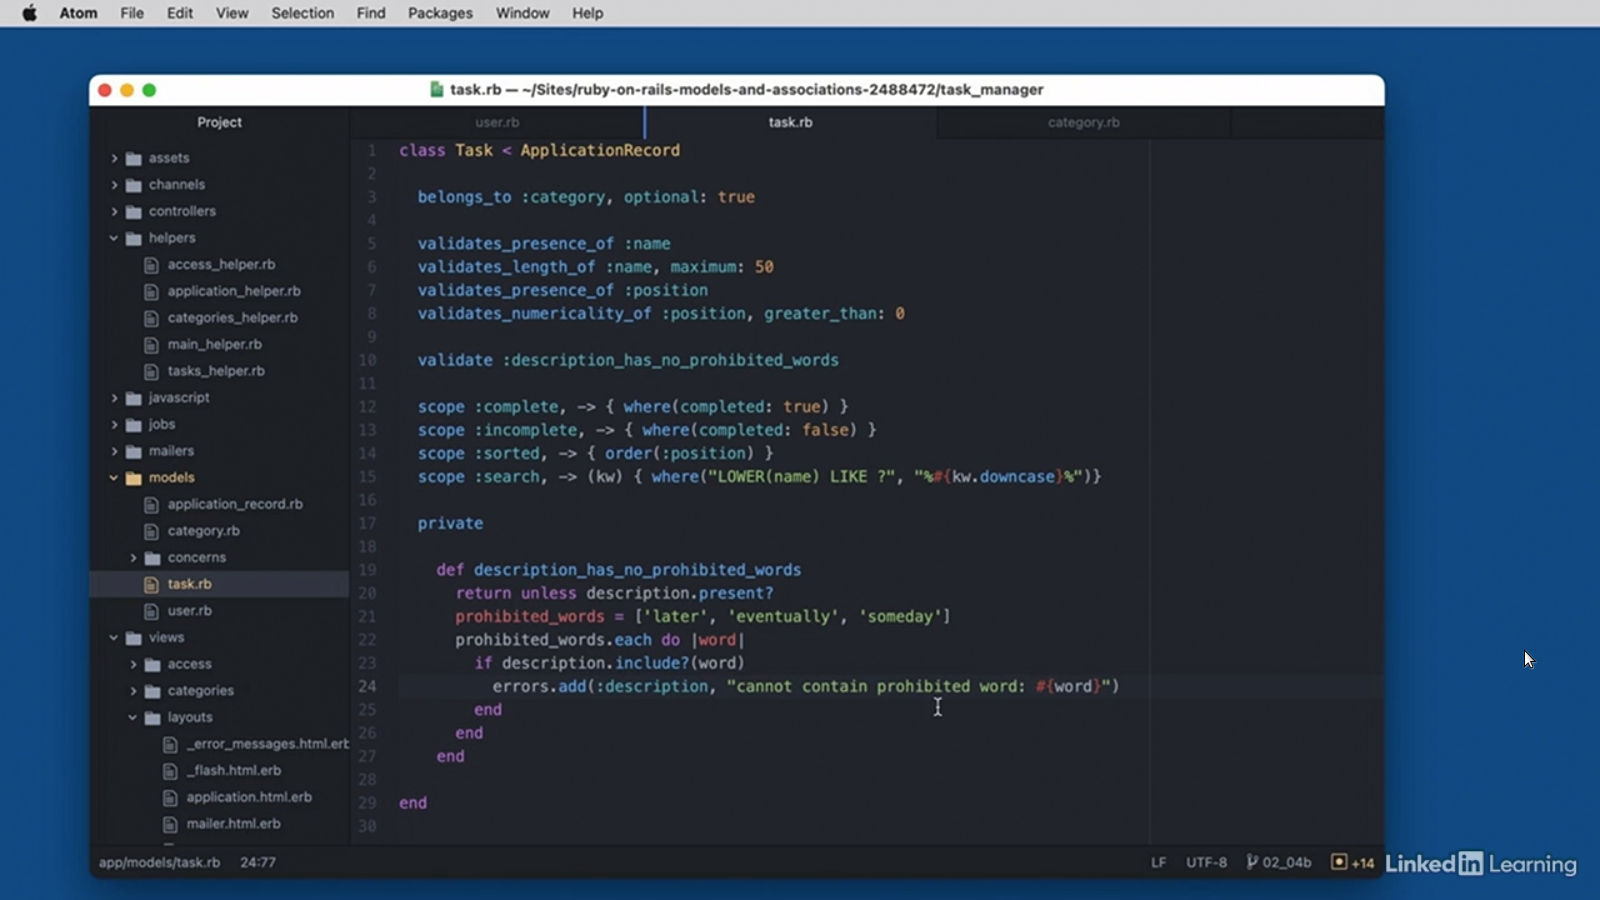 Atom File Edit View Selection Find Packages Window Help
task.rb — ~/Sites/ruby-on-rails-models-and-associations-2488472/task_manager
Project
user.rb
task.rb
category.rb
assets
channels
controllers
helpers
access_helper.rb
application_helper.rb
categories_helper.rb
main_helper.rb
tasks_helper.rb
javascript
jobs
mailers
models
application_record.rb
category.rb
concerns
task.rb
user.rb
views
access
categories
layouts
_error_messages.html.erb
_flash.html.erb
application.html.erb
mailer.html.erb
1 class Task < ApplicationRecord
2
3 belongs_to :category, optional: true
4
5 validates_presence_of :name
6 validates_length_of :name, maximum: 50
7 validates_presence_of :position
8 validates_numericality_of :position, greater_than: 0
9
10 validate :description_has_no_prohibited_words
11
12 scope :complete, -> { where(completed: true) }
13 scope :incomplete, -> { where(completed: false) }
14 scope :sorted, -> { order(:position) }
15 scope :search, -> (kw) { where("LOWER(name) LIKE ?", "%#{kw.downcase}%")}
16
17 private
18
19 def description_has_no_prohibited_words
20 return unless description.present?
21 prohibited_words = ['later', 'eventually', 'someday']
22 prohibited_words.each do |word|
23 if description.include?(word)
24 errors.add(:description, "cannot contain prohibited word: #{word}")
25 end
26 end
27 end
28
29 end
30
app/models/task.rb 24:77
LF UTF-8 02_04b +14
LinkedIn Learning